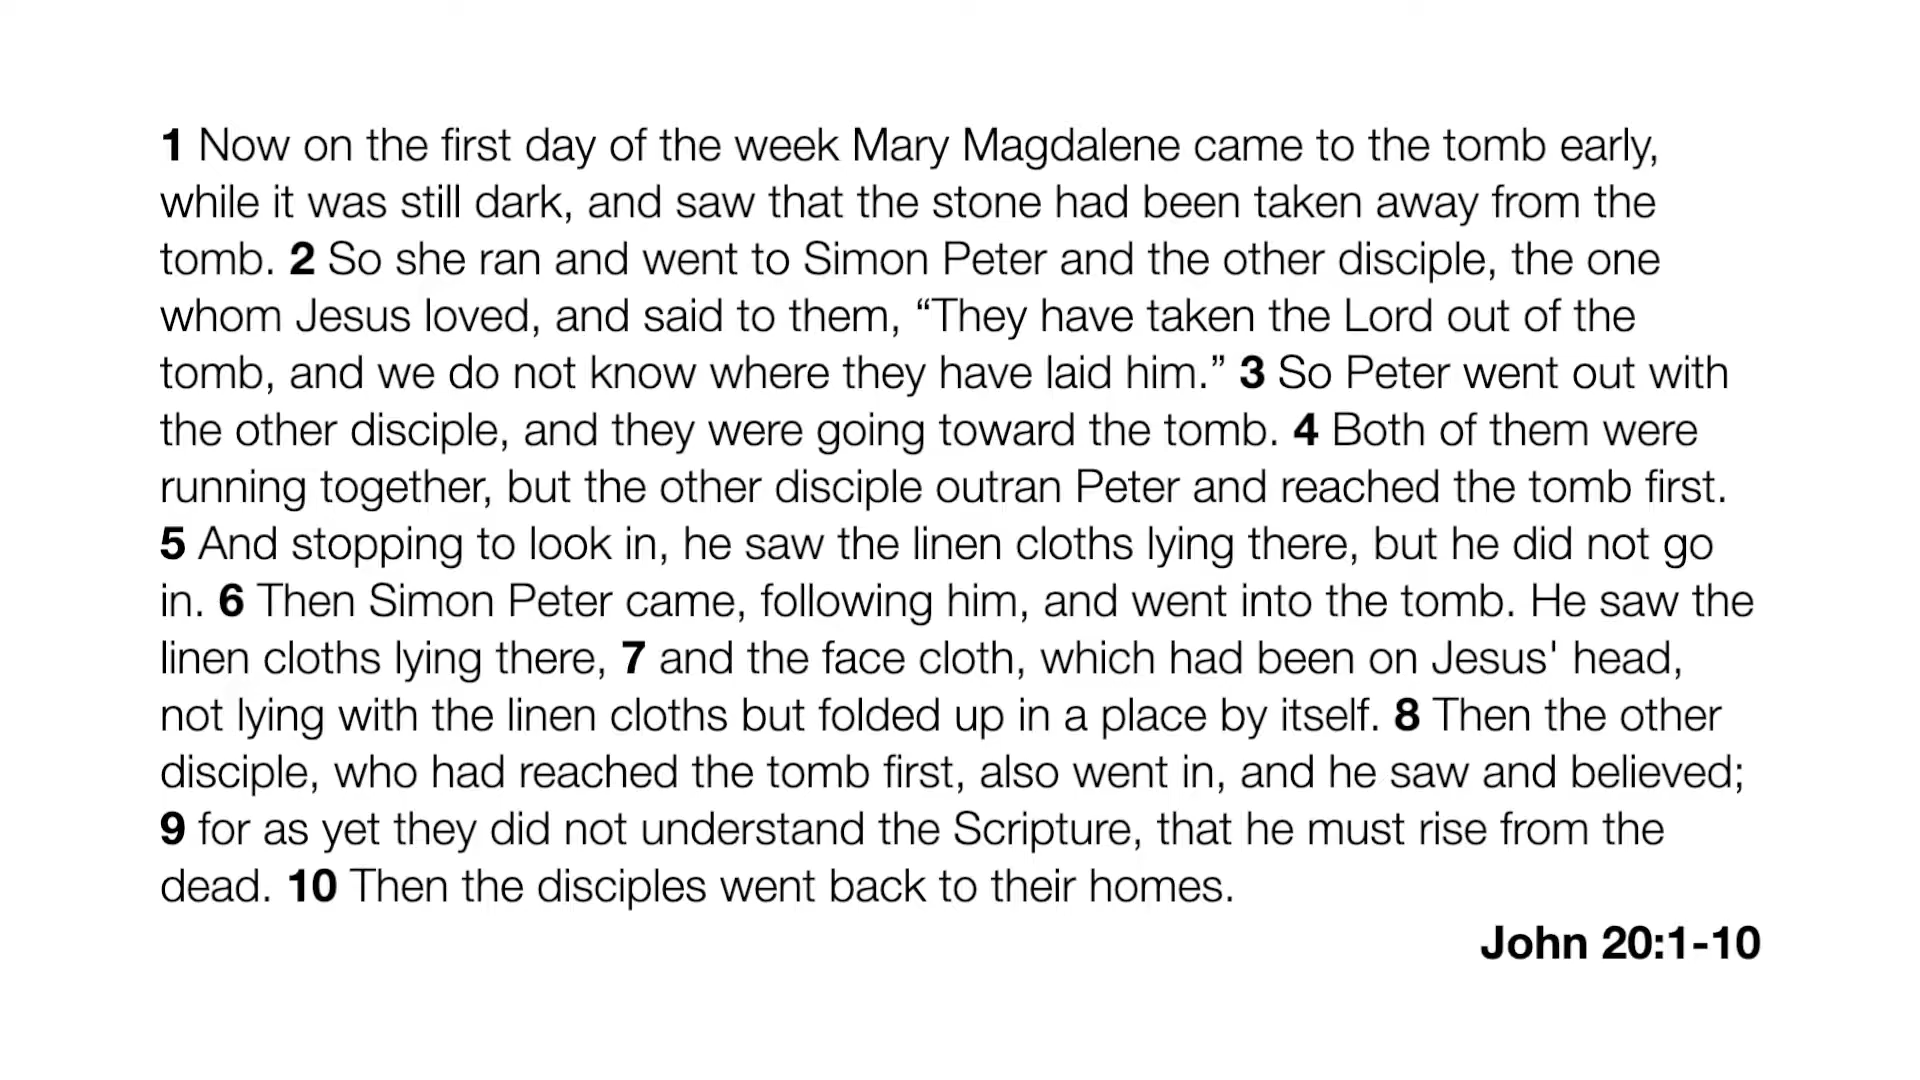 1 Now on the first day of the week Mary Magdalene came to the tomb early,
while it was still dark, and saw that the stone had been taken away from the
tomb. 2 So she ran and went to Simon Peter and the other disciple, the one
whom Jesus loved, and said to them, “They have taken the Lord out of the
tomb, and we do not know where they have laid him.” 3 So Peter went out with
the other disciple, and they were going toward the tomb. 4 Both of them were
running together, but the other disciple outran Peter and reached the tomb first.
5 And stopping to look in, he saw the linen cloths lying there, but he did not go
in. 6 Then Simon Peter came, following him, and went into the tomb. He saw the
linen cloths lying there, 7 and the face cloth, which had been on Jesus' head,
not lying with the linen cloths but folded up in a place by itself. 8 Then the other
disciple, who had reached the tomb first, also went in, and he saw and believed;
9 for as yet they did not understand the Scripture, that he must rise from the
dead. 10 Then the disciples went back to their homes.
John 20:1-10